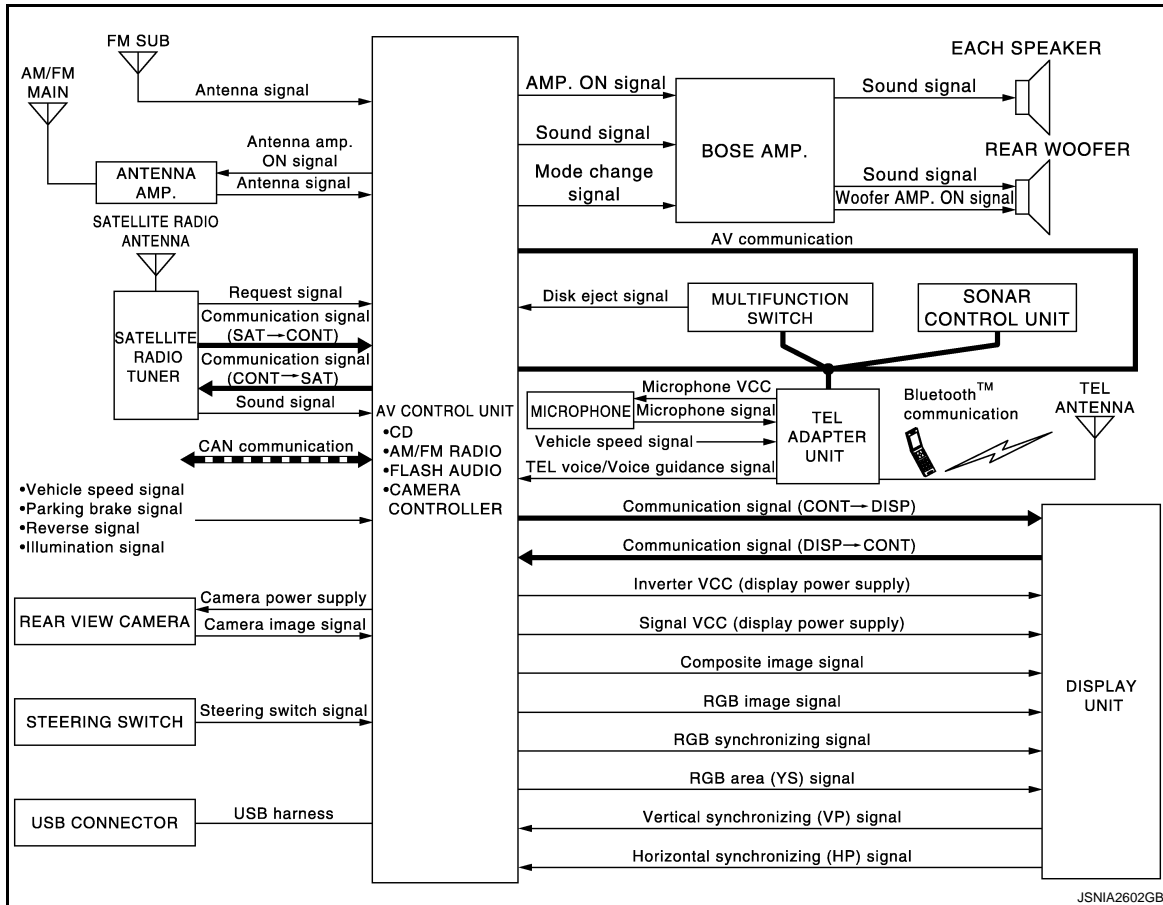 FM SUB
AM/FM
MAIN
Antenna signal
Antenna amp.
ON signal
ANTENNA
AMP.
Antenna signal
SATELLITE RADIO
ANTENNA
SATELLITE
RADIO
TUNER
Request signal
Communication signal
(SAT→CONT)
Communication signal
(CONT→SAT)
Sound signal
CAN communication
•Vehicle speed signal
•Parking brake signal
•Reverse signal
•Illumination signal
REAR VIEW CAMERA
Camera power supply
Camera image signal
STEERING SWITCH
Steering switch signal
USB CONNECTOR
USB harness
AV CONTROL UNIT
•CD
•AM/FM RADIO
•FLASH AUDIO
•CAMERA
CONTROLLER
AMP. ON signal
Sound signal
Mode change
signal
BOSE AMP.
EACH SPEAKER
Sound signal
REAR WOOFER
Sound signal
Woofer AMP. ON signal
AV communication
Disk eject signal
MULTIFUNCTION
SWITCH
SONAR
CONTROL UNIT
MICROPHONE
Microphone VCC
Microphone signal
Vehicle speed signal
TEL voice/Voice guidance signal
TEL
ADAPTER
UNIT
Bluetooth™
communication
TEL
ANTENNA
Communication signal (CONT→DISP)
Communication signal (DISP→CONT)
Inverter VCC (display power supply)
Signal VCC (display power supply)
Composite image signal
RGB image signal
RGB synchronizing signal
RGB area (YS) signal
Vertical synchronizing (VP) signal
Horizontal synchronizing (HP) signal
DISPLAY
UNIT
JSNIA2602GB